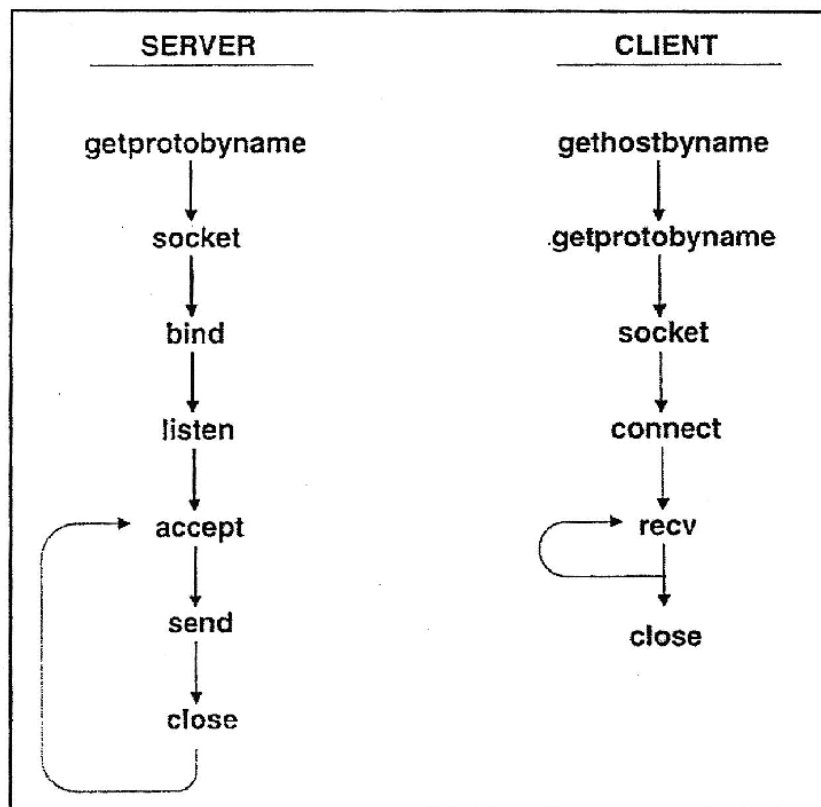 SERVER
getprotobyname
socket
bind
listen
accept
send
close
CLIENT
gethostbyname
getprotobyname
socket
connect
recv
close